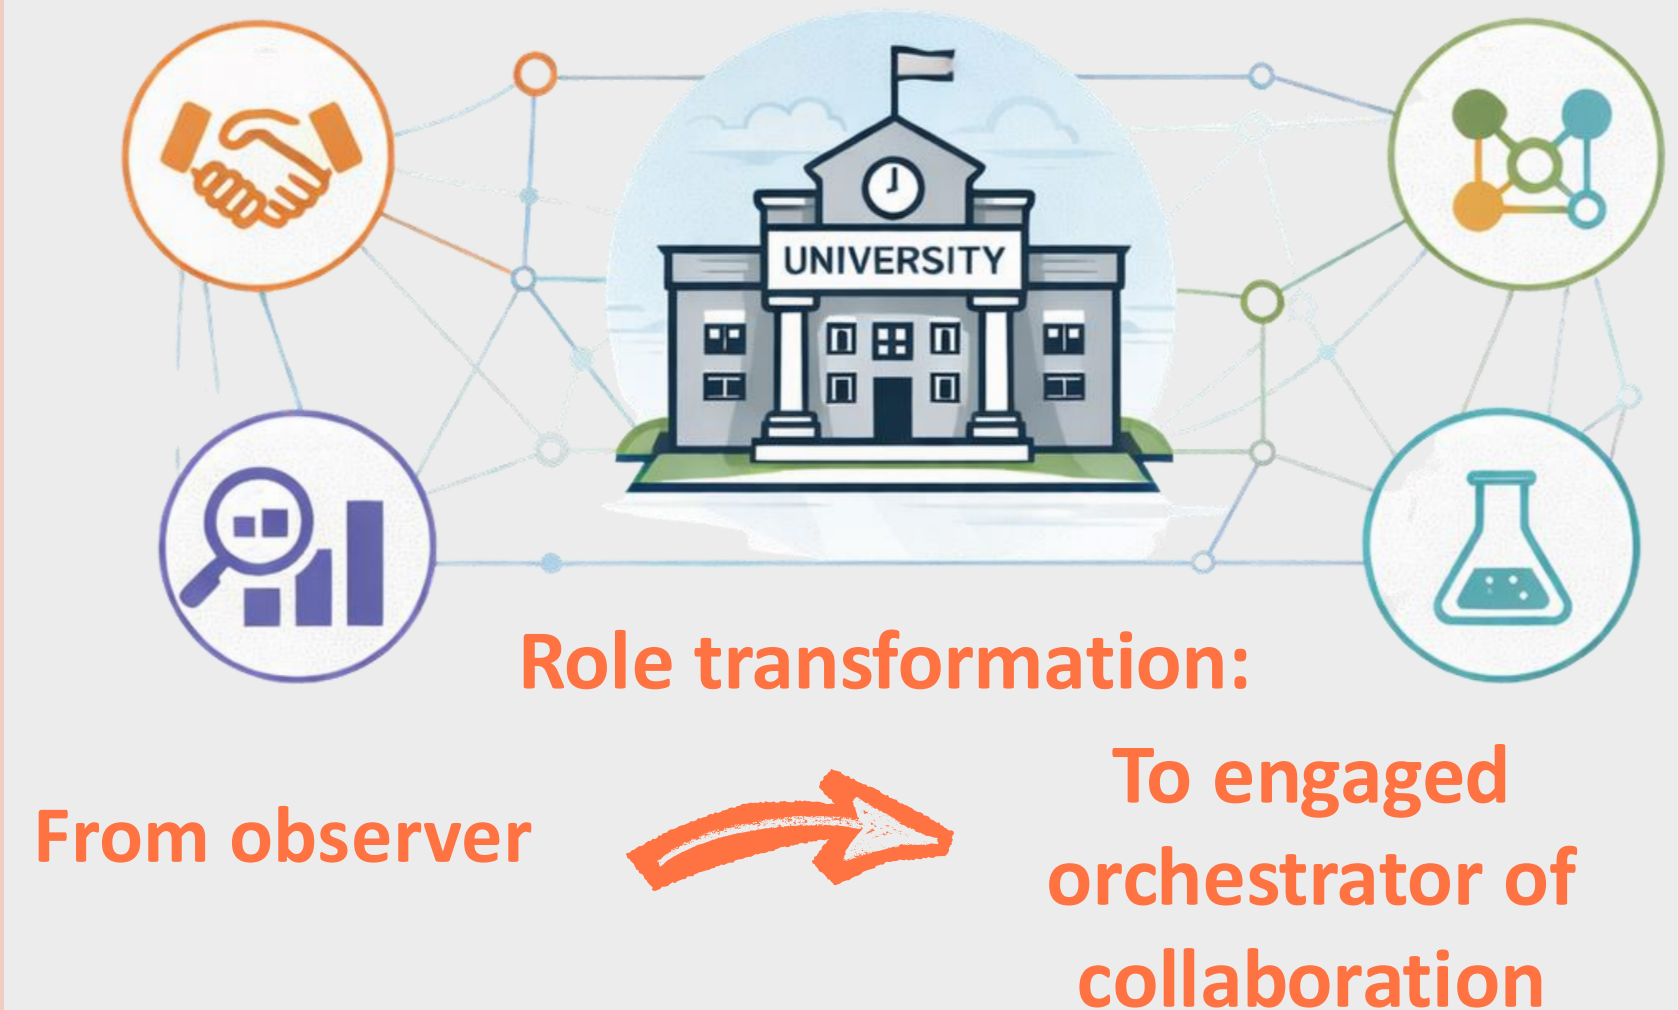 UNIVERSITY
Role transformation:
From observer
To engaged
orchestrator of
collaboration